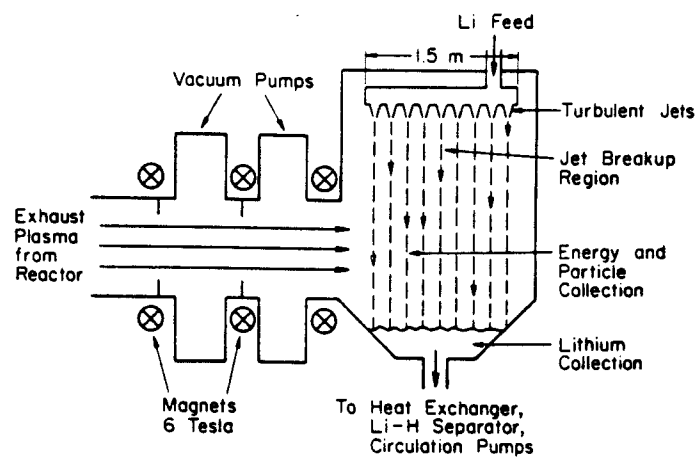 Li Feed
1.5 m
Vacuum Pumps
Turbulent Jets
Jet Breakup
Region
Exhaust
Plasma
from
Reactor
Energy and
Particle
Collection
Lithium
Collection
Magnets
6 Tesla
To Heat Exchanger,
Li-H Separator,
Circulation Pumps